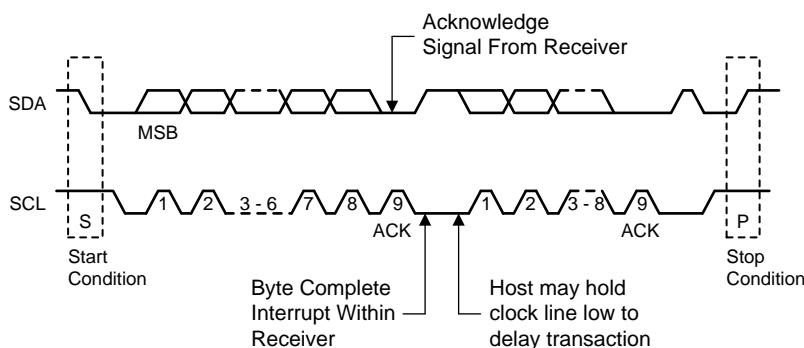 Acknowledge
Signal From Receiver
SDA
MSB
SCL
S
1 2 3 - 6 7 8 9 1 2 3 - 8 9
P
ACK
ACK
Start
Condition
Stop
Condition
Byte Complete
Interrupt Within
Receiver
Host may hold
clock line low to
delay transaction